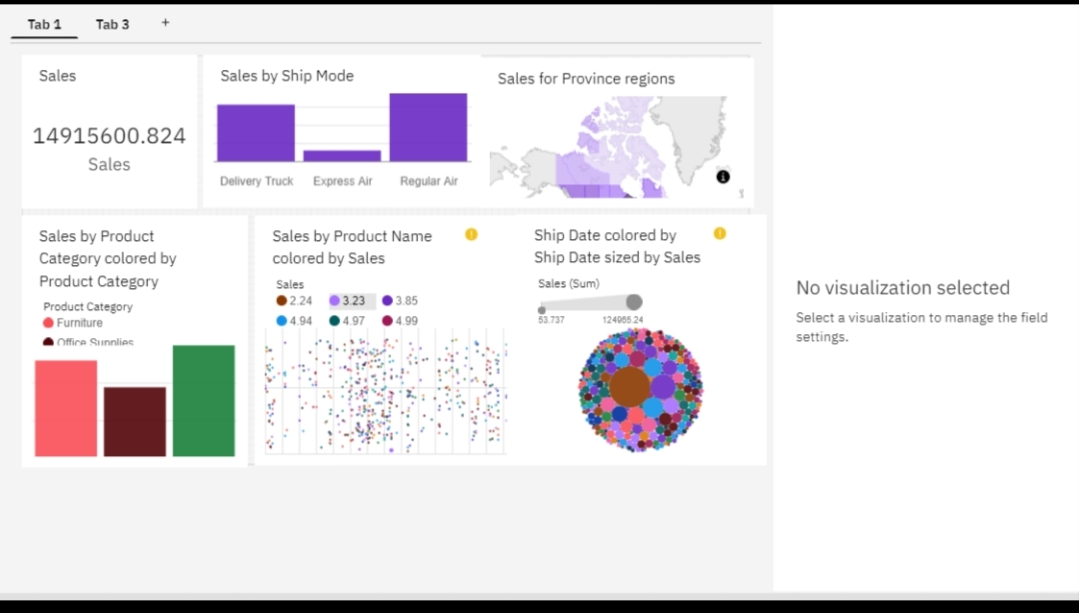 Tab 1
Tab 3
+
Sales
14915600.824
Sales
Sales by Ship Mode
Delivery Truck
Express Air
Regular Air
Sales for Province regions
Sales by Product
Category colored by
Product Category
Product Category
Furniture
Office Supplies
Sales by Product Name
colored by Sales
Sales
2.24
3.23
3.85
4.94
4.97
4.99
Ship Date colored by
Ship Date sized by Sales
Sales (Sum)
53.737
124965.24
No visualization selected
Select a visualization to manage the field
settings.